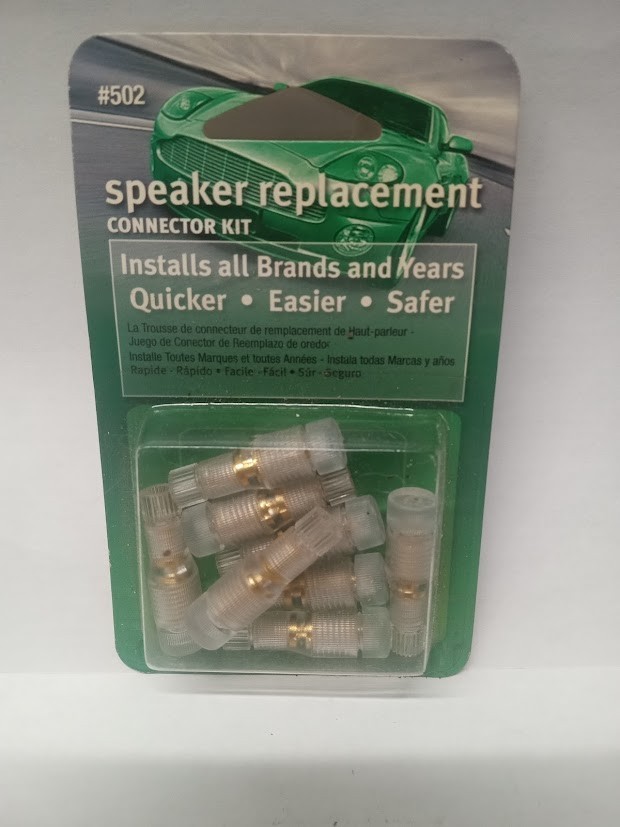 #502
speaker replacement
CONNECTOR KIT
Installs all Brands and Years
Quicker • Easier • Safer
La Trousse de connecteur de remplacement de Haut-parleur -
Juego de Conector de Reemplazo de oredor
Installe Toutes Marques et toutes Années - Instala todas Marcas y años
Rapide - Rápido • Facile - Fácil • Sûr - Seguro